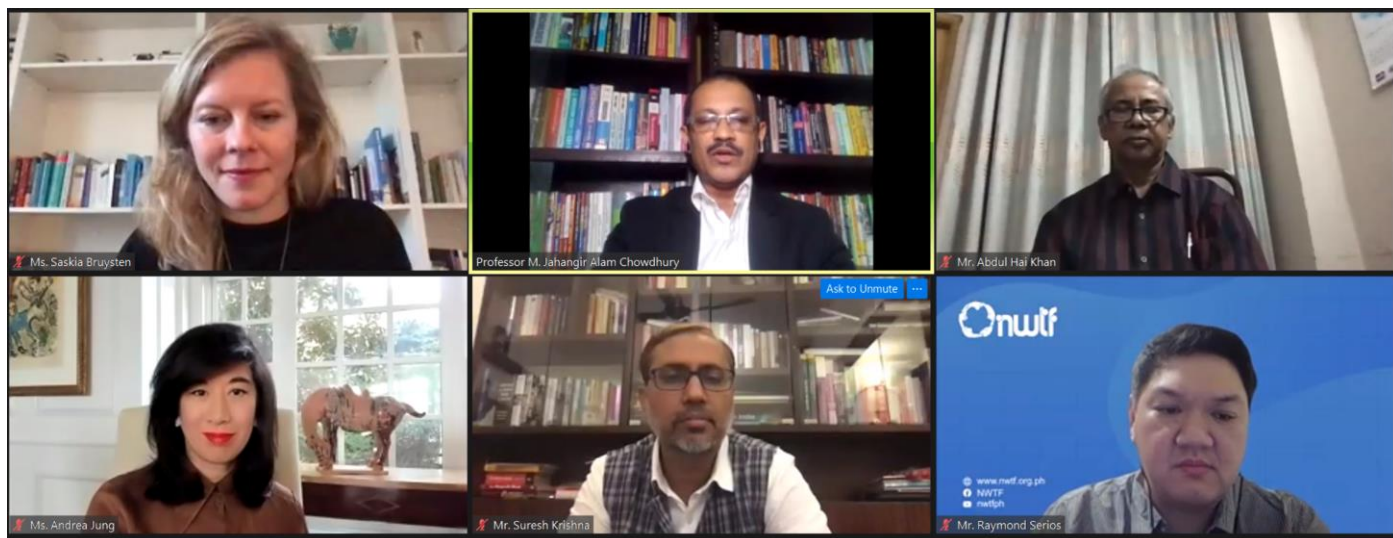 Ms. Saskia Bruysten
Professor M. Jahangir Alam Chowdhury
Mr. Abdul Hai Khan
Ask to Unmute
...
nwtf
www.nwtf.org.ph
NWTF
nwtfph
Ms. Andrea Jung
Mr. Suresh Krishna
Mr. Raymond Serios